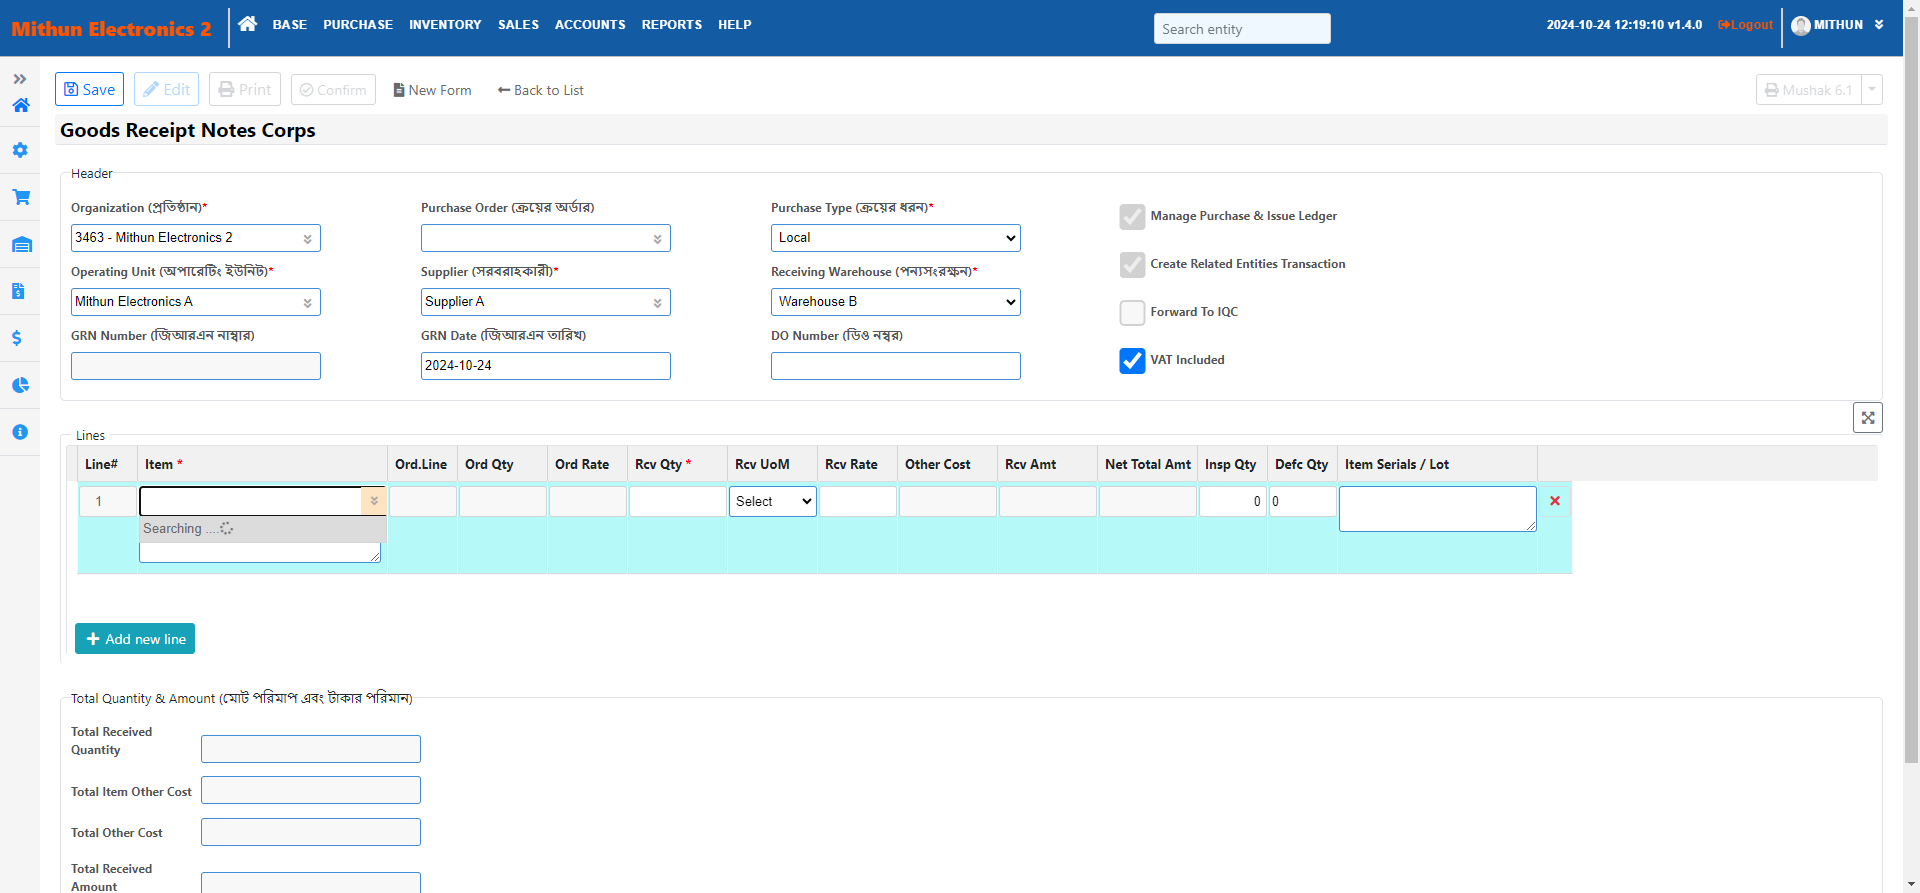 Mithun Electronics 2
BASE PURCHASE INVENTORY SALES ACCOUNTS REPORTS HELP
Search entity
2024-10-24 12:19:10 v1.4.0
Logout
MITHUN
Save Edit Print Confirm New Form Back to List
Mushak 6.1
Goods Receipt Notes Corps
Header
Organization (প্রতিষ্ঠান)* Purchase Order (ক্রয়ের অর্ডার) Purchase Type (ক্রয়ের ধরন)*
Manage Purchase & Issue Ledger
3463 - Mithun Electronics 2 Local
Create Related Entities Transaction
Operating Unit (অপারেটিং ইউনিট)* Supplier (সরবরাহকারী)* Receiving Warehouse (পন্যসংরক্ষন)*
Mithun Electronics A Supplier A Warehouse B
Forward To IQC
GRN Number (জিআরএন নাম্বার) GRN Date (জিআরএন তারিখ) DO Number (ডিও নম্বর)
VAT Included
2024-10-24
Lines
Line# Item * Ord.Line Ord Qty Ord Rate Rcv Qty * Rcv UoM Rcv Rate Other Cost Rcv Amt Net Total Amt Insp Qty Defc Qty Item Serials / Lot
1 Select 0 0
Searching ....
Add new line
Total Quantity & Amount (মোট পরিমাপ এবং টাকার পরিমান)
Total Received
Quantity
Total Item Other Cost
Total Other Cost
Total Received
Amount